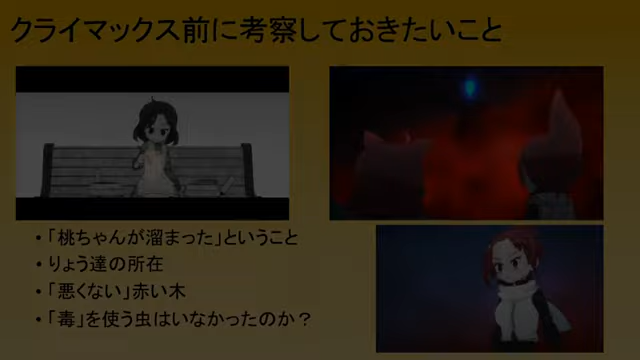 クライマックス前に考察しておきたいこと
• 「桃ちゃんが溜まった」ということ
• りょう達の所在
• 「悪くない」赤い木
• 「毒」を使う虫はいなかったのか？